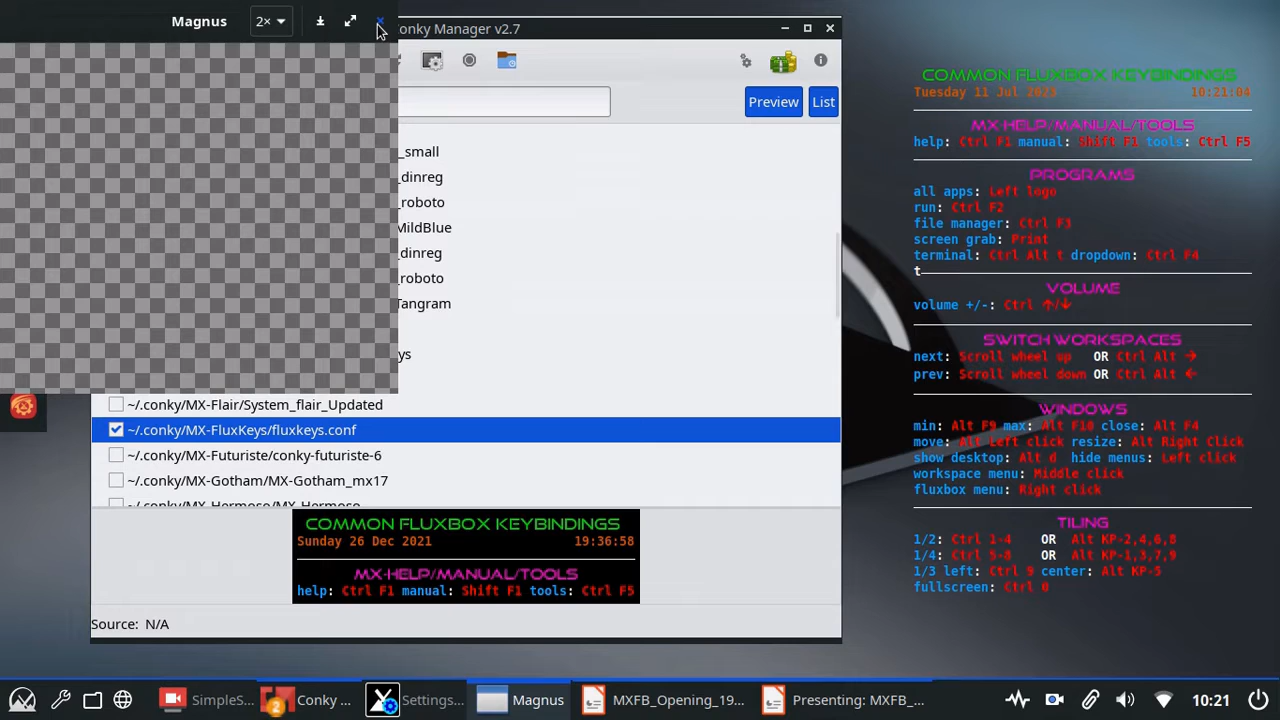 Magnus
2×
onky Manager v2.7
Preview
List
_small
_dinreg
_roboto
MildBlue
_dinreg
_roboto
Tangram
ys
~/.conky/MX-Flair/System_flair_Updated
~/.conky/MX-FluxKeys/fluxkeys.conf
~/.conky/MX-Futuriste/conky-futuriste-6
~/.conky/MX-Gotham/MX-Gotham_mx17
~/.conky/MX-Hermoso/MX-Hermoso
COMMON FLUXBOX KEYBINDINGS
Sunday 26 Dec 2021 19:36:58
MX-HELP/MANUAL/TOOLS
help: Ctrl F1 manual: Shift F1 tools: Ctrl F5
Source: N/A
COMMON FLUXBOX KEYBINDINGS
Tuesday 11 Jul 2023 10:21:04
MX-HELP/MANUAL/TOOLS
help: Ctrl F1 manual: Shift F1 tools: Ctrl F5
PROGRAMS
all apps: Left logo
run: Ctrl F2
file manager: Ctrl F3
screen grab: Print
terminal: Ctrl Alt t dropdown: Ctrl F4
t
VOLUME
volume +/-: Ctrl ↑/↓
SWITCH WORKSPACES
next: Scroll wheel up OR Ctrl Alt →
prev: Scroll wheel down OR Ctrl Alt ←
WINDOWS
min: Alt F9 max: Alt F10 close: Alt F4
move: Alt Left click resize: Alt Right Click
show desktop: Alt d hide menus: Left click
workspace menu: Middle click
fluxbox menu: Right click
TILING
1/2: Ctrl 1-4 OR Alt KP-2,4,6,8
1/4: Ctrl 5-8 OR Alt KP-1,3,7,9
1/3 left: Ctrl 9 center: Alt KP-5
fullscreen: Ctrl 0
SimpleS...
2
Conky ...
Settings...
Magnus
MXFB_Opening_19...
Presenting: MXFB_...
10:21